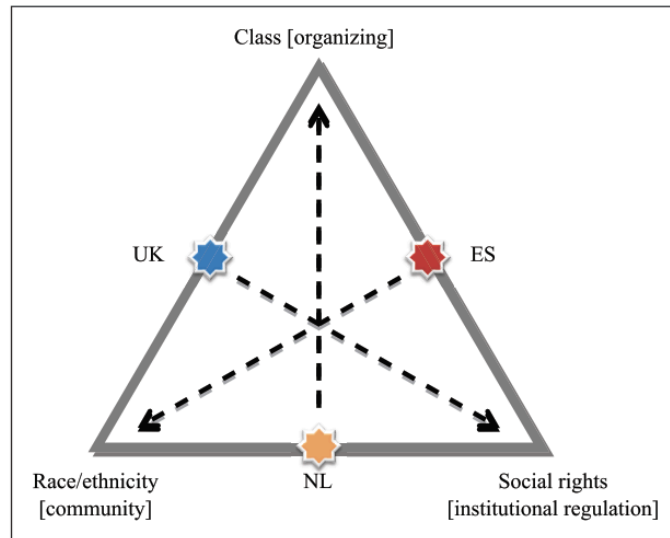 Class [organizing]
UK
ES
Race/ethnicity
[community]
NL
Social rights
[institutional regulation]